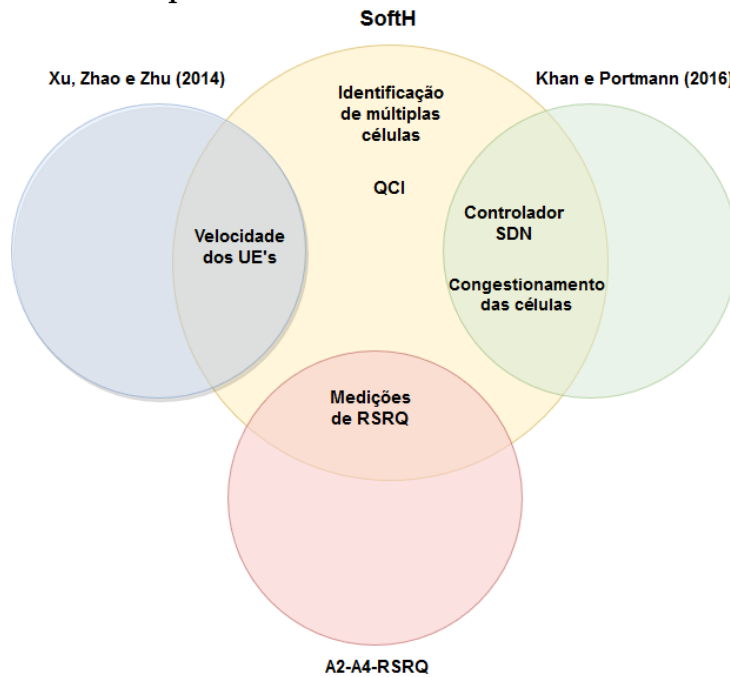 SoftH
Xu, Zhao e Zhu (2014)
Khan e Portmann (2016)
Identificação
de múltiplas
células
QCI
Velocidade
dos UE's
Controlador
SDN
Congestionamento
das células
Medições
de RSRQ
A2-A4-RSRQ